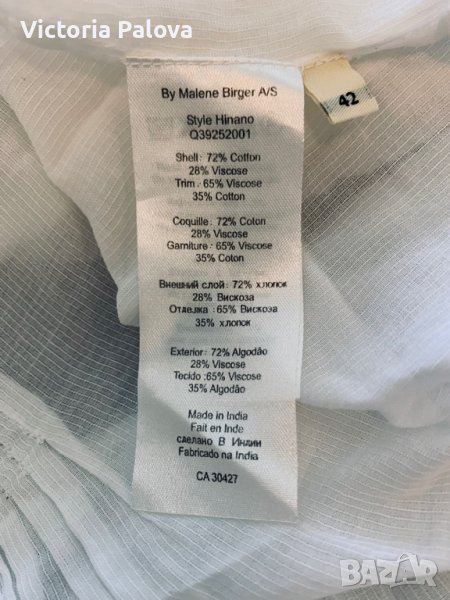 Victoria Palova
By Malene Birger A/S
42
Style Hinano
Q39252001
Shell: 72% Cotton
28% Viscose
Trim: 65% Viscose
35% Cotton
Coquille: 72% Coton
28% Viscose
Garniture: 65% Viscose
35% Coton
Внешний слой: 72% хлопок
28% Вискоза
Отделка :65% Вискоза
35% хлопок
Exterior: 72% Algodão
28% Viscose
Tecido :65% Viscose
35% Algodão
Made in India
Fait en Inde
сделано В Индии
Fabricado na India
CA 30427
BAZAR